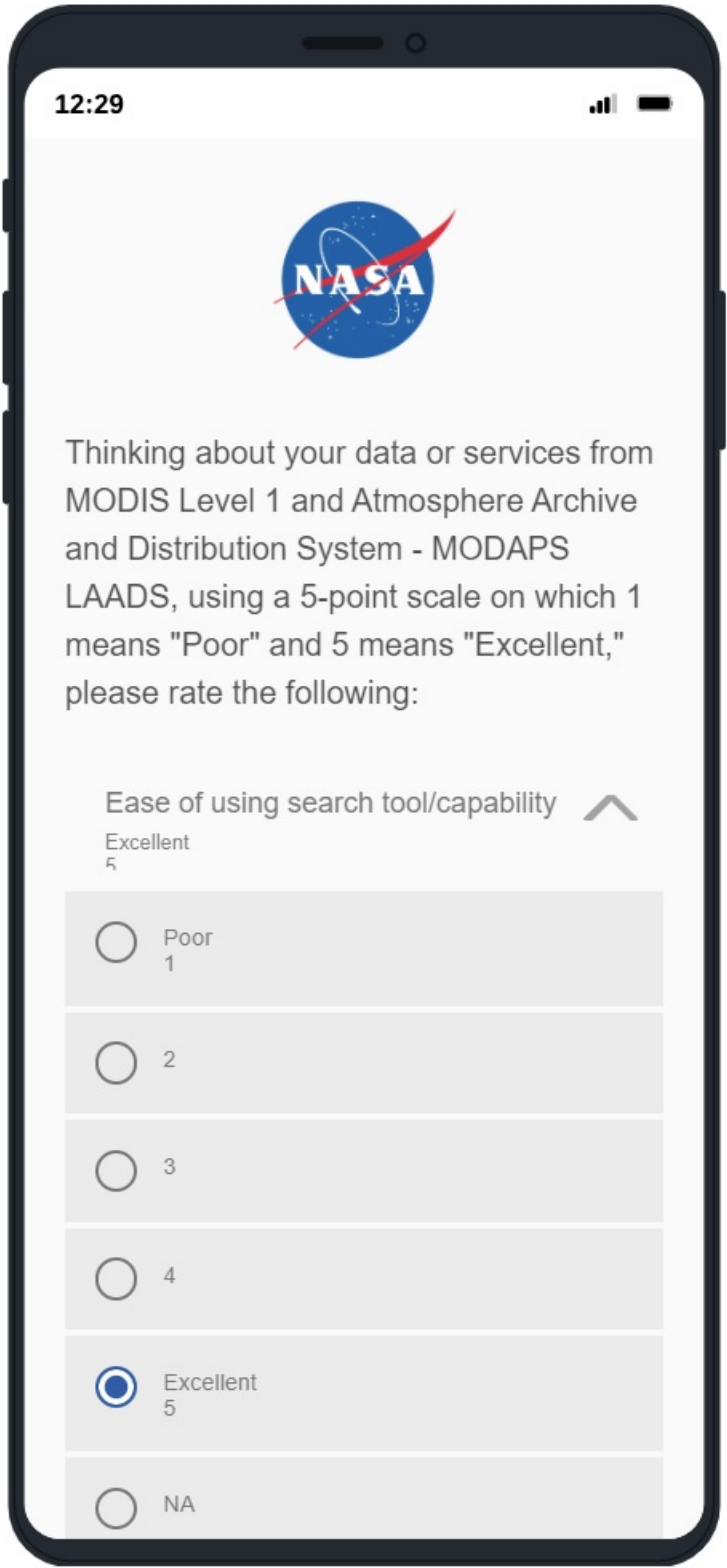 12:29
NASA
Thinking about your data or services from
MODIS Level 1 and Atmosphere Archive
and Distribution System - MODAPS
LAADS, using a 5-point scale on which 1
means "Poor" and 5 means "Excellent,"
please rate the following:
Ease of using search tool/capability
Excellent
5
Poor
1
2
3
4
Excellent
5
NA